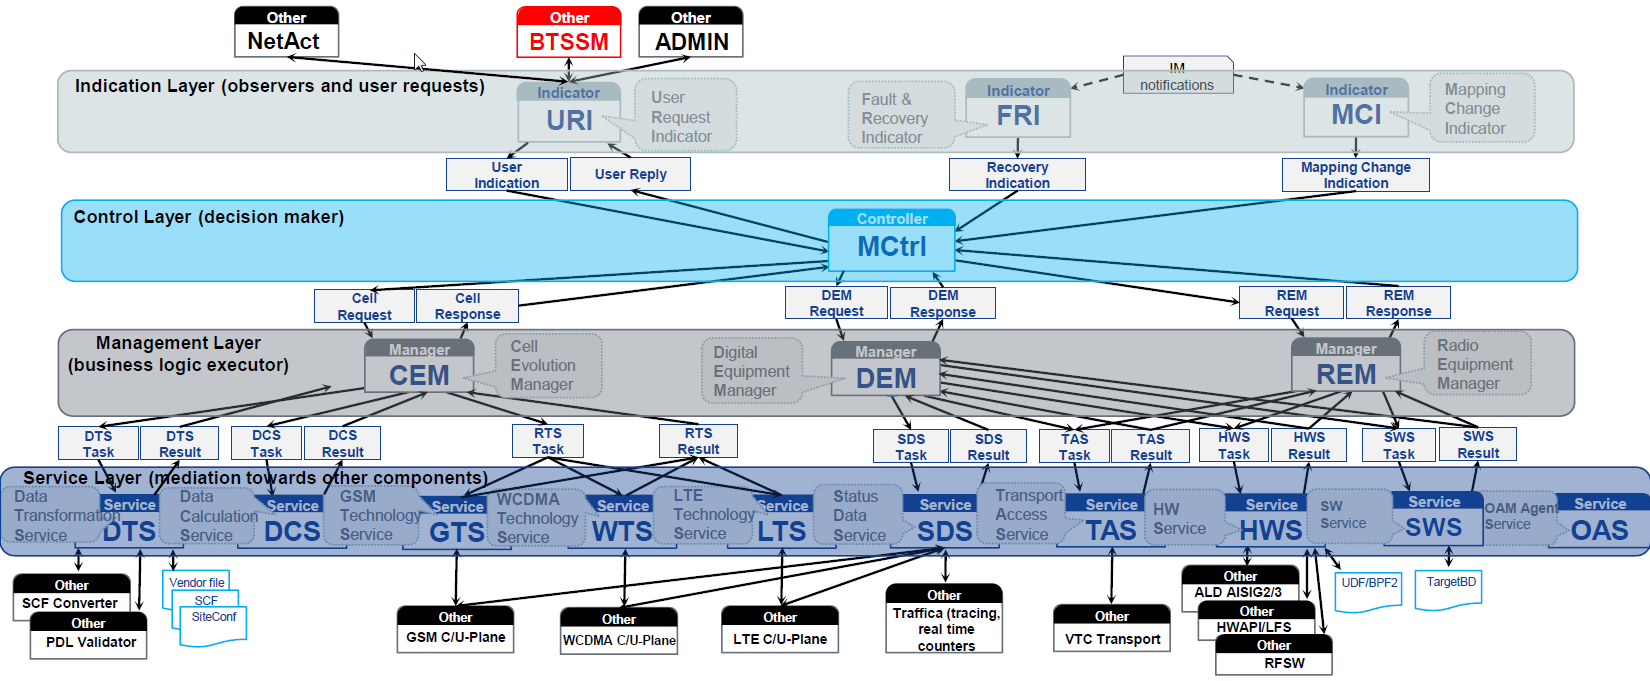 Other
NetAct
Other
BTSSM
Other
ADMIN
Indication Layer (observers and user requests)
Indicator
URI
User
Request
Indicator
Fault &
Recovery
Indicator
Indicator
FRI
IM
notifications
Indicator
MCI
Mapping
Change
Indicator
User
Indication
User Reply
Recovery
Indication
Mapping Change
Indication
Control Layer (decision maker)
Controller
MCtrl
Cell
Request
Cell
Response
DEM
Request
DEM
Response
REM
Request
REM
Response
Management Layer
(business logic executor)
Manager
CEM
Cell
Evolution
Manager
Digital
Equipment
Manager
Manager
DEM
Manager
REM
Radio
Equipment
Manager
DTS
Task
DTS
Result
DCS
Task
DCS
Result
RTS
Task
RTS
Result
SDS
Task
SDS
Result
TAS
Task
TAS
Result
HWS
Task
HWS
Result
SWS
Task
SWS
Result
Service Layer (mediation towards other components)
Data
Transformation
Service
Service
DTS
Data
Calculation
Service
Service
DCS
GSM
Technology
Service
Service
GTS
WCDMA
Technology
Service
Service
WTS
LTE
Technology
Service
Service
LTS
Status
Data
Service
Service
SDS
Transport
Access
Service
Service
TAS
HW
Service
Service
HWS
SW
Service
Service
SWS
OAM Agent
Service
Service
OAS
Other
SCF Converter
Other
PDL Validator
Vendor file
SCF
SiteConf
Other
GSM C/U-Plane
Other
WCDMA C/U-Plane
Other
LTE C/U-Plane
Other
Traffica (tracing,
real time
counters
Other
VTC Transport
Other
ALD AISIG2/3
Other
HWAPI/LFS
Other
RFSW
UDF/BPF2
TargetBD